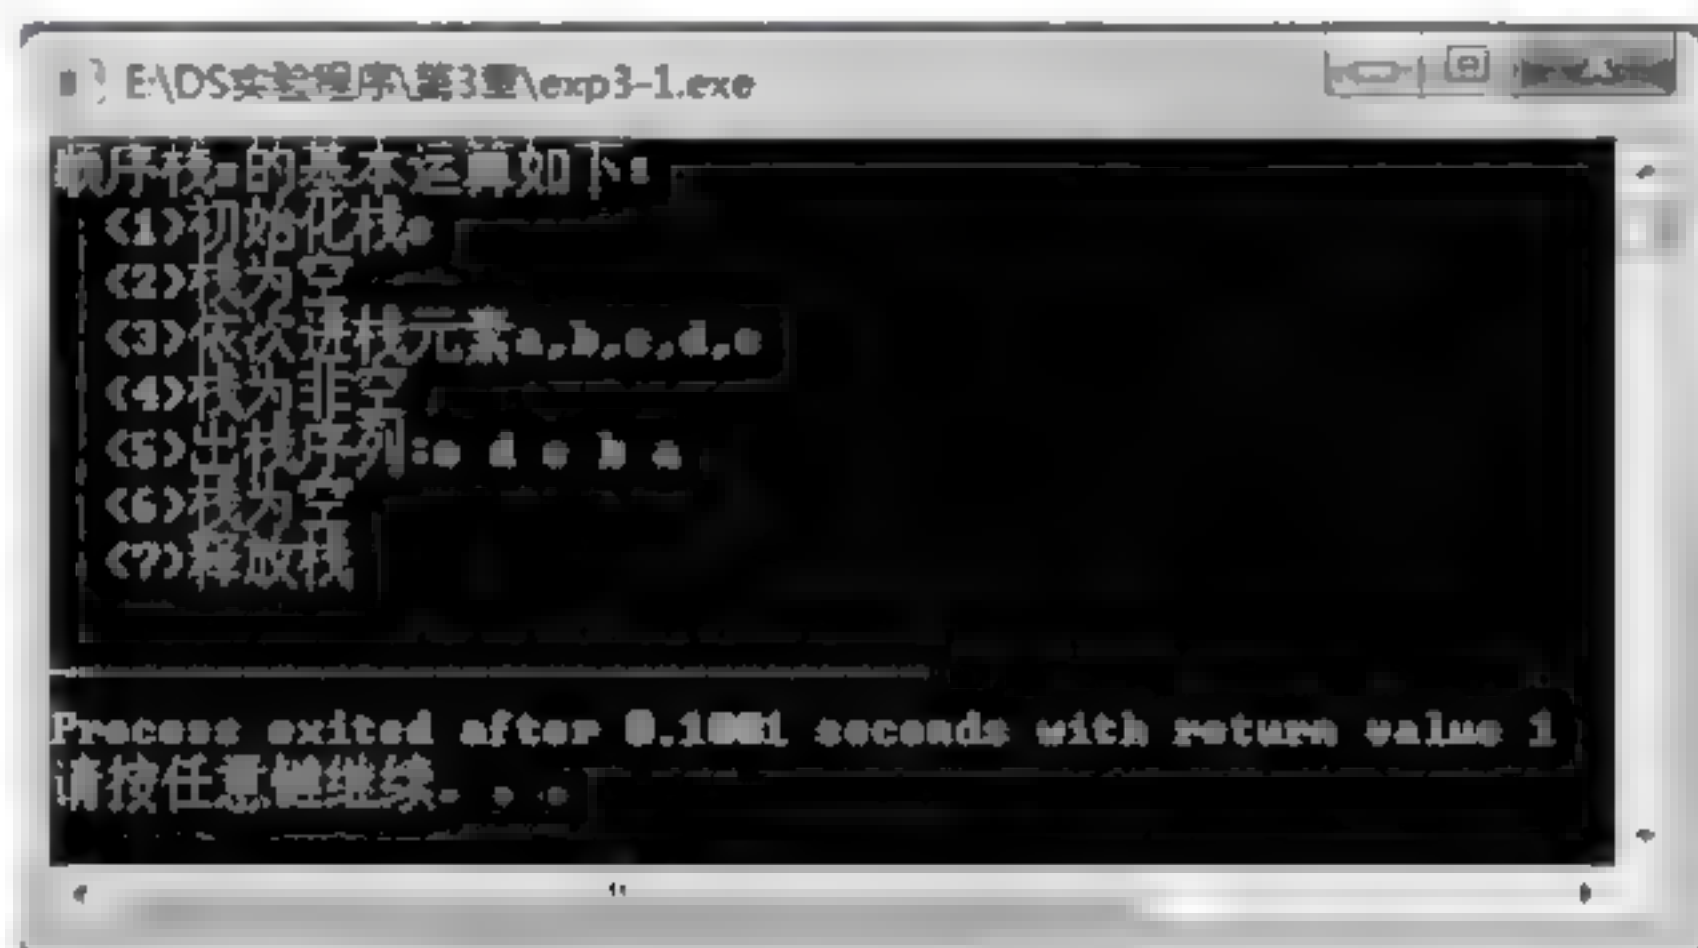 E:\DS实验程序\第3章\exp3-1.exe
顺序栈s的基本运算如下:
(1)初始化栈s
(2)栈为空
(3)依次进栈元素a,b,c,d,e
(4)栈为非空
(5)出栈序列:e d c b a
(6)栈为空
(7)释放栈
Process exited after seconds with return value 1
请按任意键继续. . .